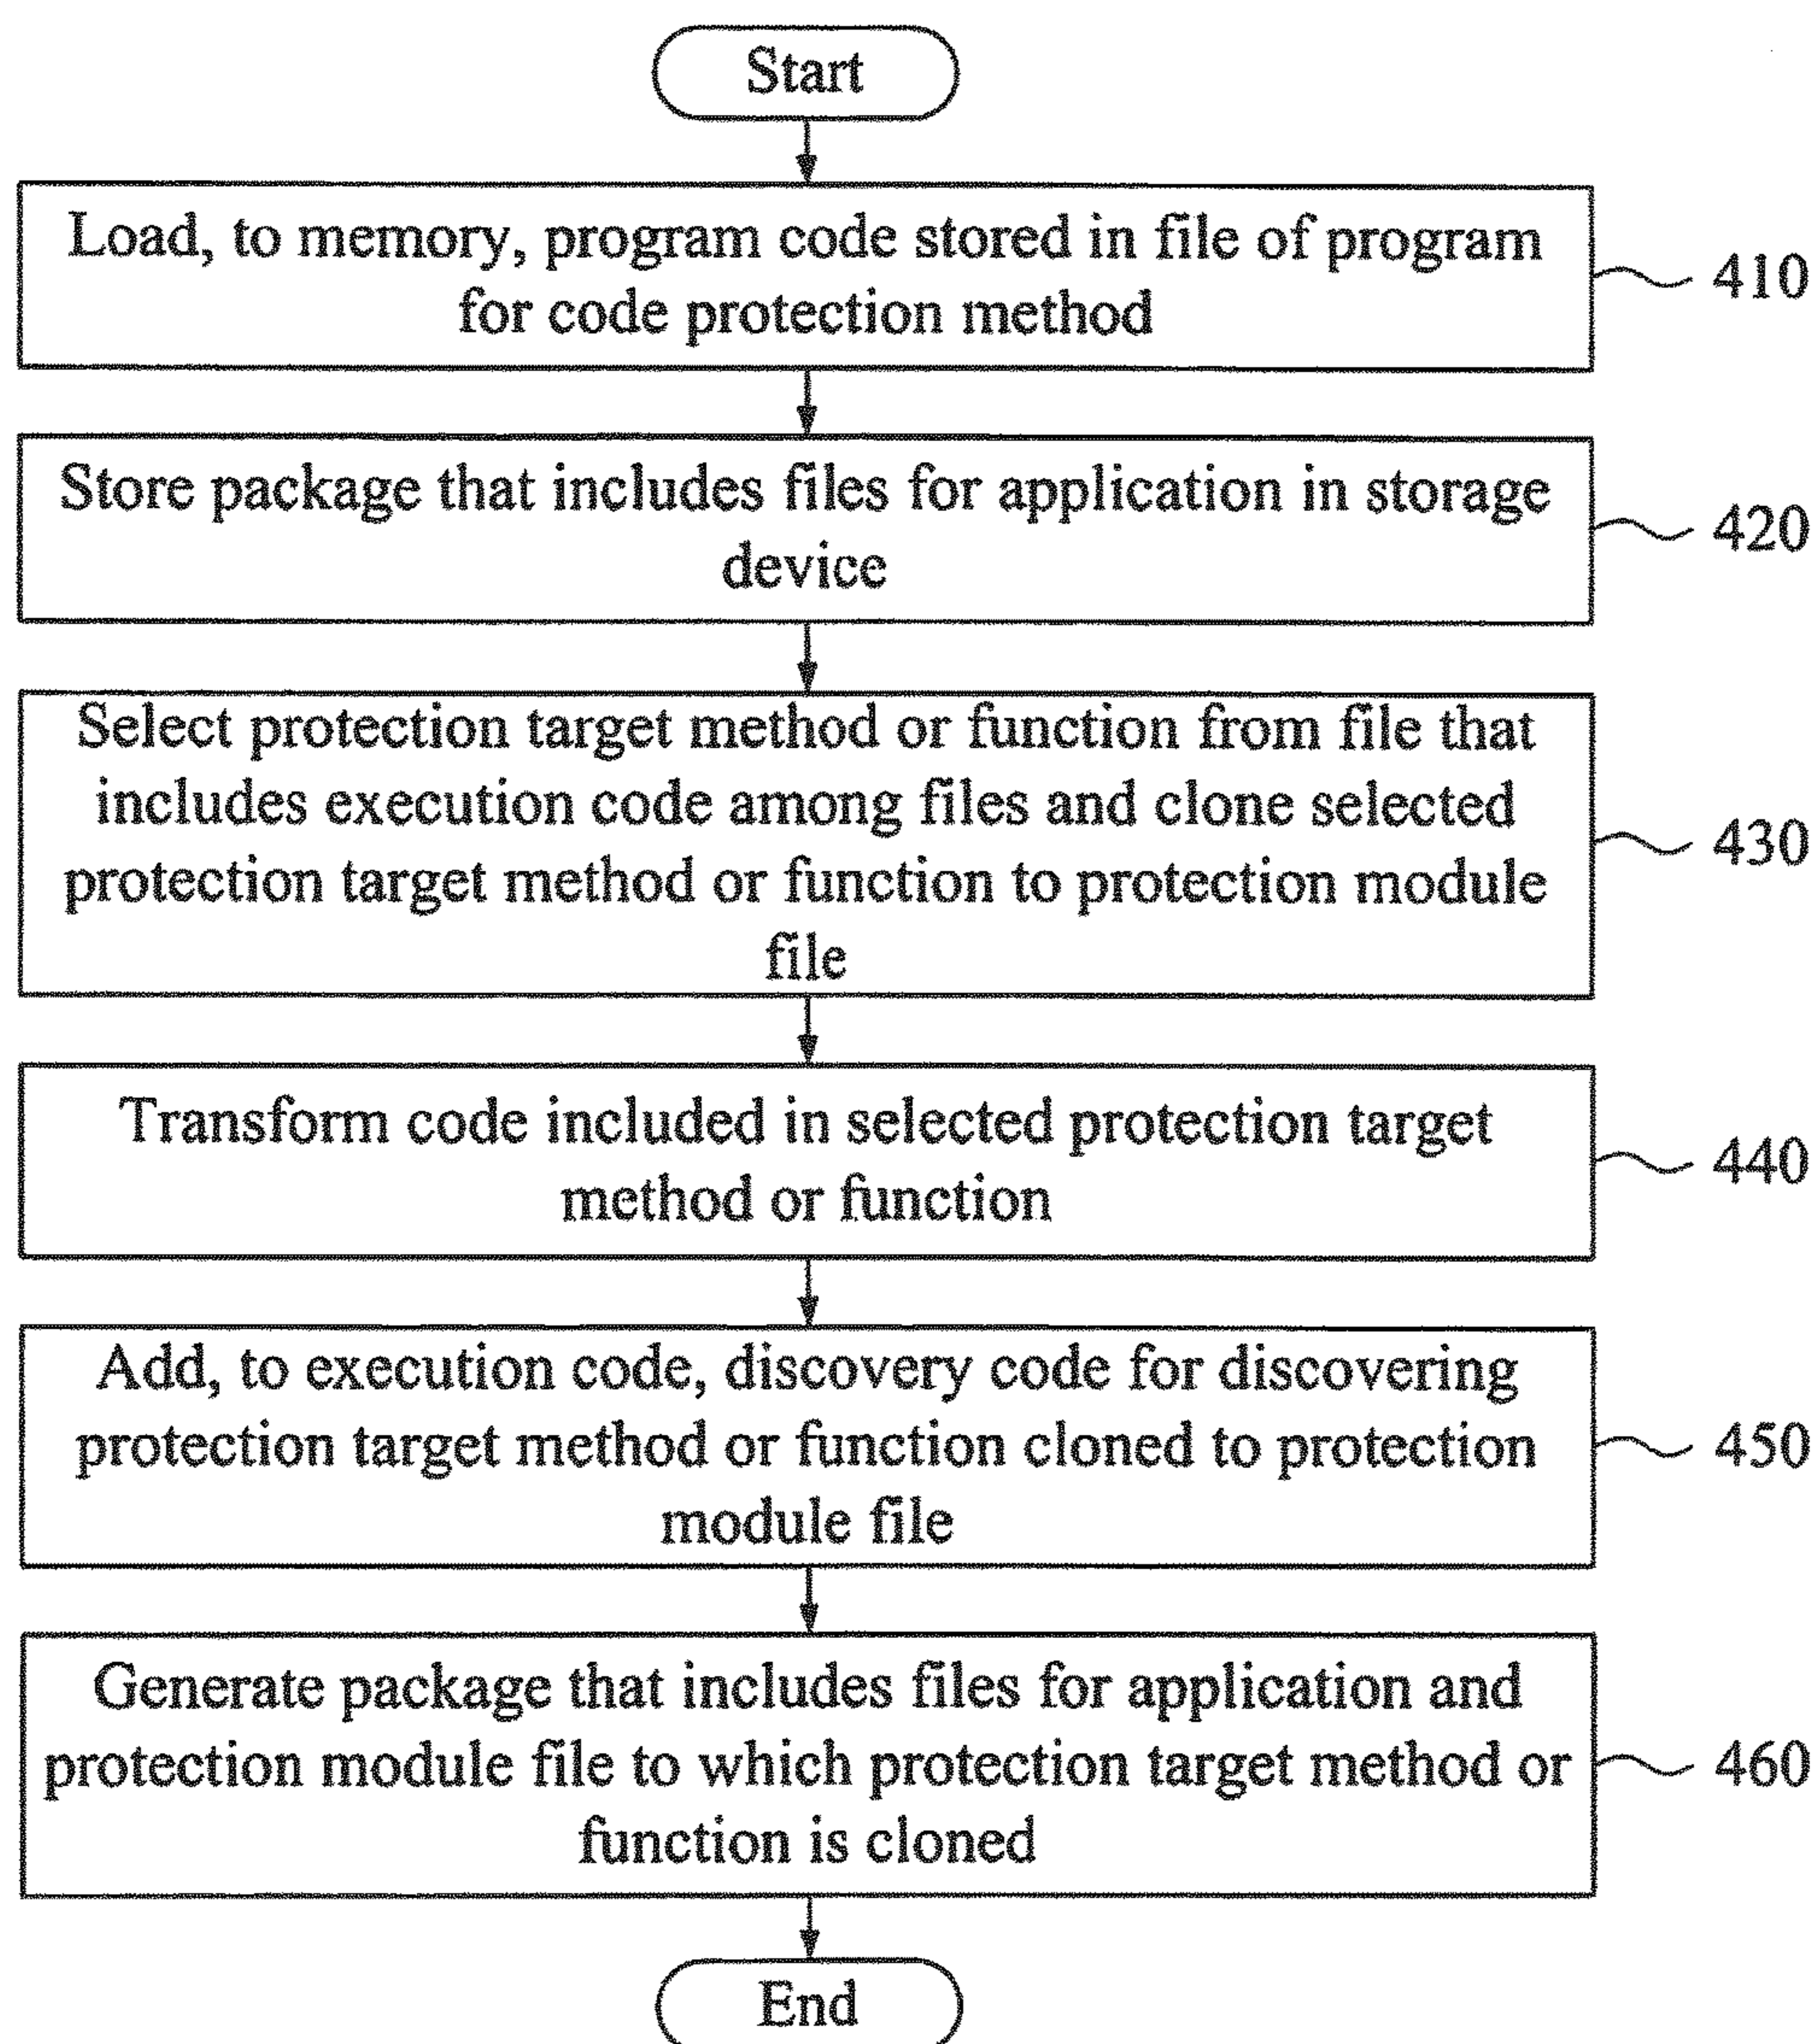 Start
Load, to memory, program code stored in file of program
for code protection method
410
Store package that includes files for application in storage
device
420
Select protection target method or function from file that
includes execution code among files and clone selected
protection target method or function to protection module
file
430
Transform code included in selected protection target
method or function
440
Add, to execution code, discovery code for discovering
protection target method or function cloned to protection
module file
450
Generate package that includes files for application and
protection module file to which protection target method or
function is cloned
460
End